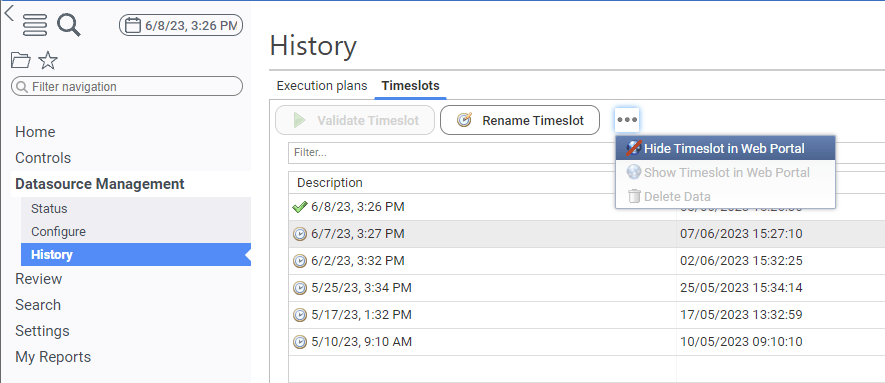 6/8/23, 3:26 PM
Filter navigation
Home
Controls
Datasource Management
Status
Configure
History
Review
Search
Settings
My Reports
History
Execution plans Timeslots
Validate Timeslot Rename Timeslot
Hide Timeslot in Web Portal
Show Timeslot in Web Portal
Delete Data
Filter...
Description
6/8/23, 3:26 PM
6/7/23, 3:27 PM 07/06/2023 15:27:10
6/2/23, 3:32 PM 02/06/2023 15:32:25
5/25/23, 3:34 PM 25/05/2023 15:34:14
5/17/23, 1:32 PM 17/05/2023 13:32:59
5/10/23, 9:10 AM 10/05/2023 09:10:10